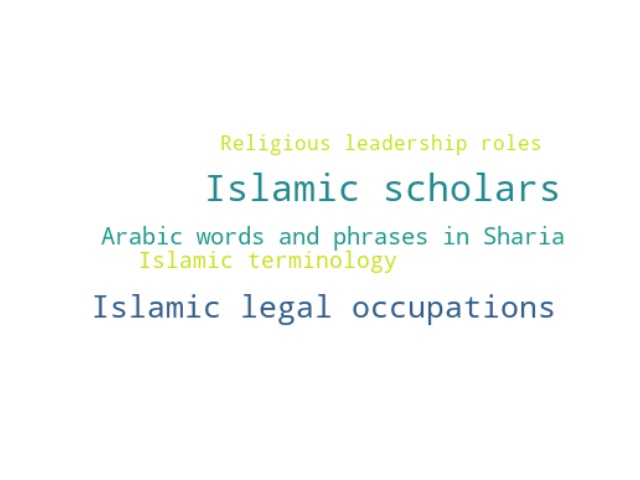 Religious leadership roles
Islamic scholars
Arabic words and phrases in Sharia
Islamic terminology
Islamic legal occupations